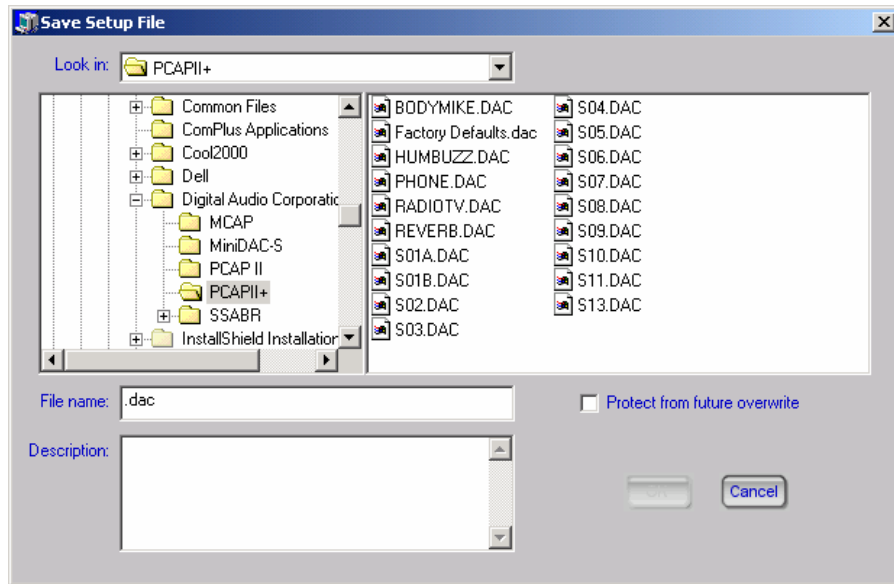 Save Setup File
Look in: PCAPII+
Common Files
ComPlus Applications
Cool2000
Dell
Digital Audio Corporatic
MCAP
MiniDAC-S
PCAP II
PCAPII+
SSABR
InstallShield Installatior
BODYMIKE.DAC
Factory Defaults.dac
HUMBUZZ.DAC
PHONE.DAC
RADIOTV.DAC
REVERB.DAC
S01A.DAC
S01B.DAC
S02.DAC
S03.DAC
S04.DAC
S05.DAC
S06.DAC
S07.DAC
S08.DAC
S09.DAC
S10.DAC
S11.DAC
S13.DAC
File name: .dac
Protect from future overwrite
Description:
OK
Cancel